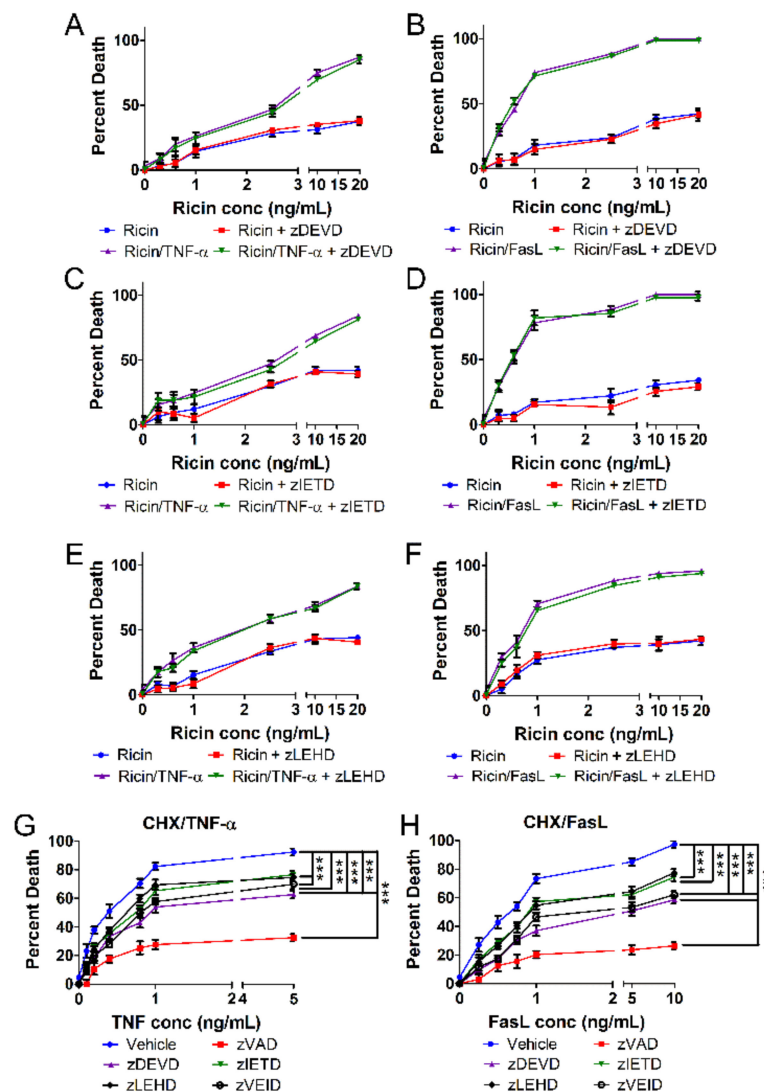 A
B
100
50
0
Percent Death
0 1 2 3 10 15 20
Ricin conc (ng/mL)
Ricin
Ricin + zDEVD
Ricin/TNF-α
Ricin/TNF-α + zDEVD
100
50
0
Percent Death
0 1 2 3 10 15 20
Ricin conc (ng/mL)
Ricin
Ricin + zDEVD
Ricin/FasL
Ricin/FasL + zDEVD
C
D
100
50
0
Percent Death
0 1 2 3 10 15 20
Ricin conc (ng/mL)
Ricin
Ricin + zIETD
Ricin/TNF-α
Ricin/TNF-α + zIETD
100
50
0
Percent Death
0 1 2 3 10 15 20
Ricin conc (ng/mL)
Ricin
Ricin + zIETD
Ricin/FasL
Ricin/FasL + zIETD
E
F
100
50
0
Percent Death
0 1 2 3 10 15 20
Ricin conc (ng/mL)
Ricin
Ricin + zLEHD
Ricin/TNF-α
Ricin/TNF-α + zLEHD
100
50
0
Percent Death
0 1 2 3 10 15 20
Ricin conc (ng/mL)
Ricin
Ricin + zLEHD
Ricin/FasL
Ricin/FasL + zLEHD
G
CHX/TNF-α
100
80
60
40
20
0
Percent Death
0 1 2 4 5
***
***
***
***
***
TNF conc (ng/mL)
Vehicle
zVAD
zDEVD
zIETD
zLEHD
zVEID
H
CHX/FasL
100
80
60
40
20
0
Percent Death
0 1 2 5 10
***
***
***
***
FasL conc (ng/mL)
Vehicle
zVAD
zDEVD
zIETD
zLEHD
zVEID